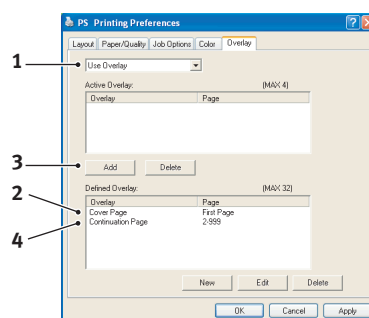 PS Printing Preferences
Layout Paper/Quality Job Options Color Overlay
1
Use Overlay
Active Overlay: (MAX 4)
Overlay Page
3
Add Delete
Defined Overlay: (MAX 32)
2
Overlay Page
Cover Page First Page
4
Continuation Page 2-999
New Edit Delete
OK Cancel Apply